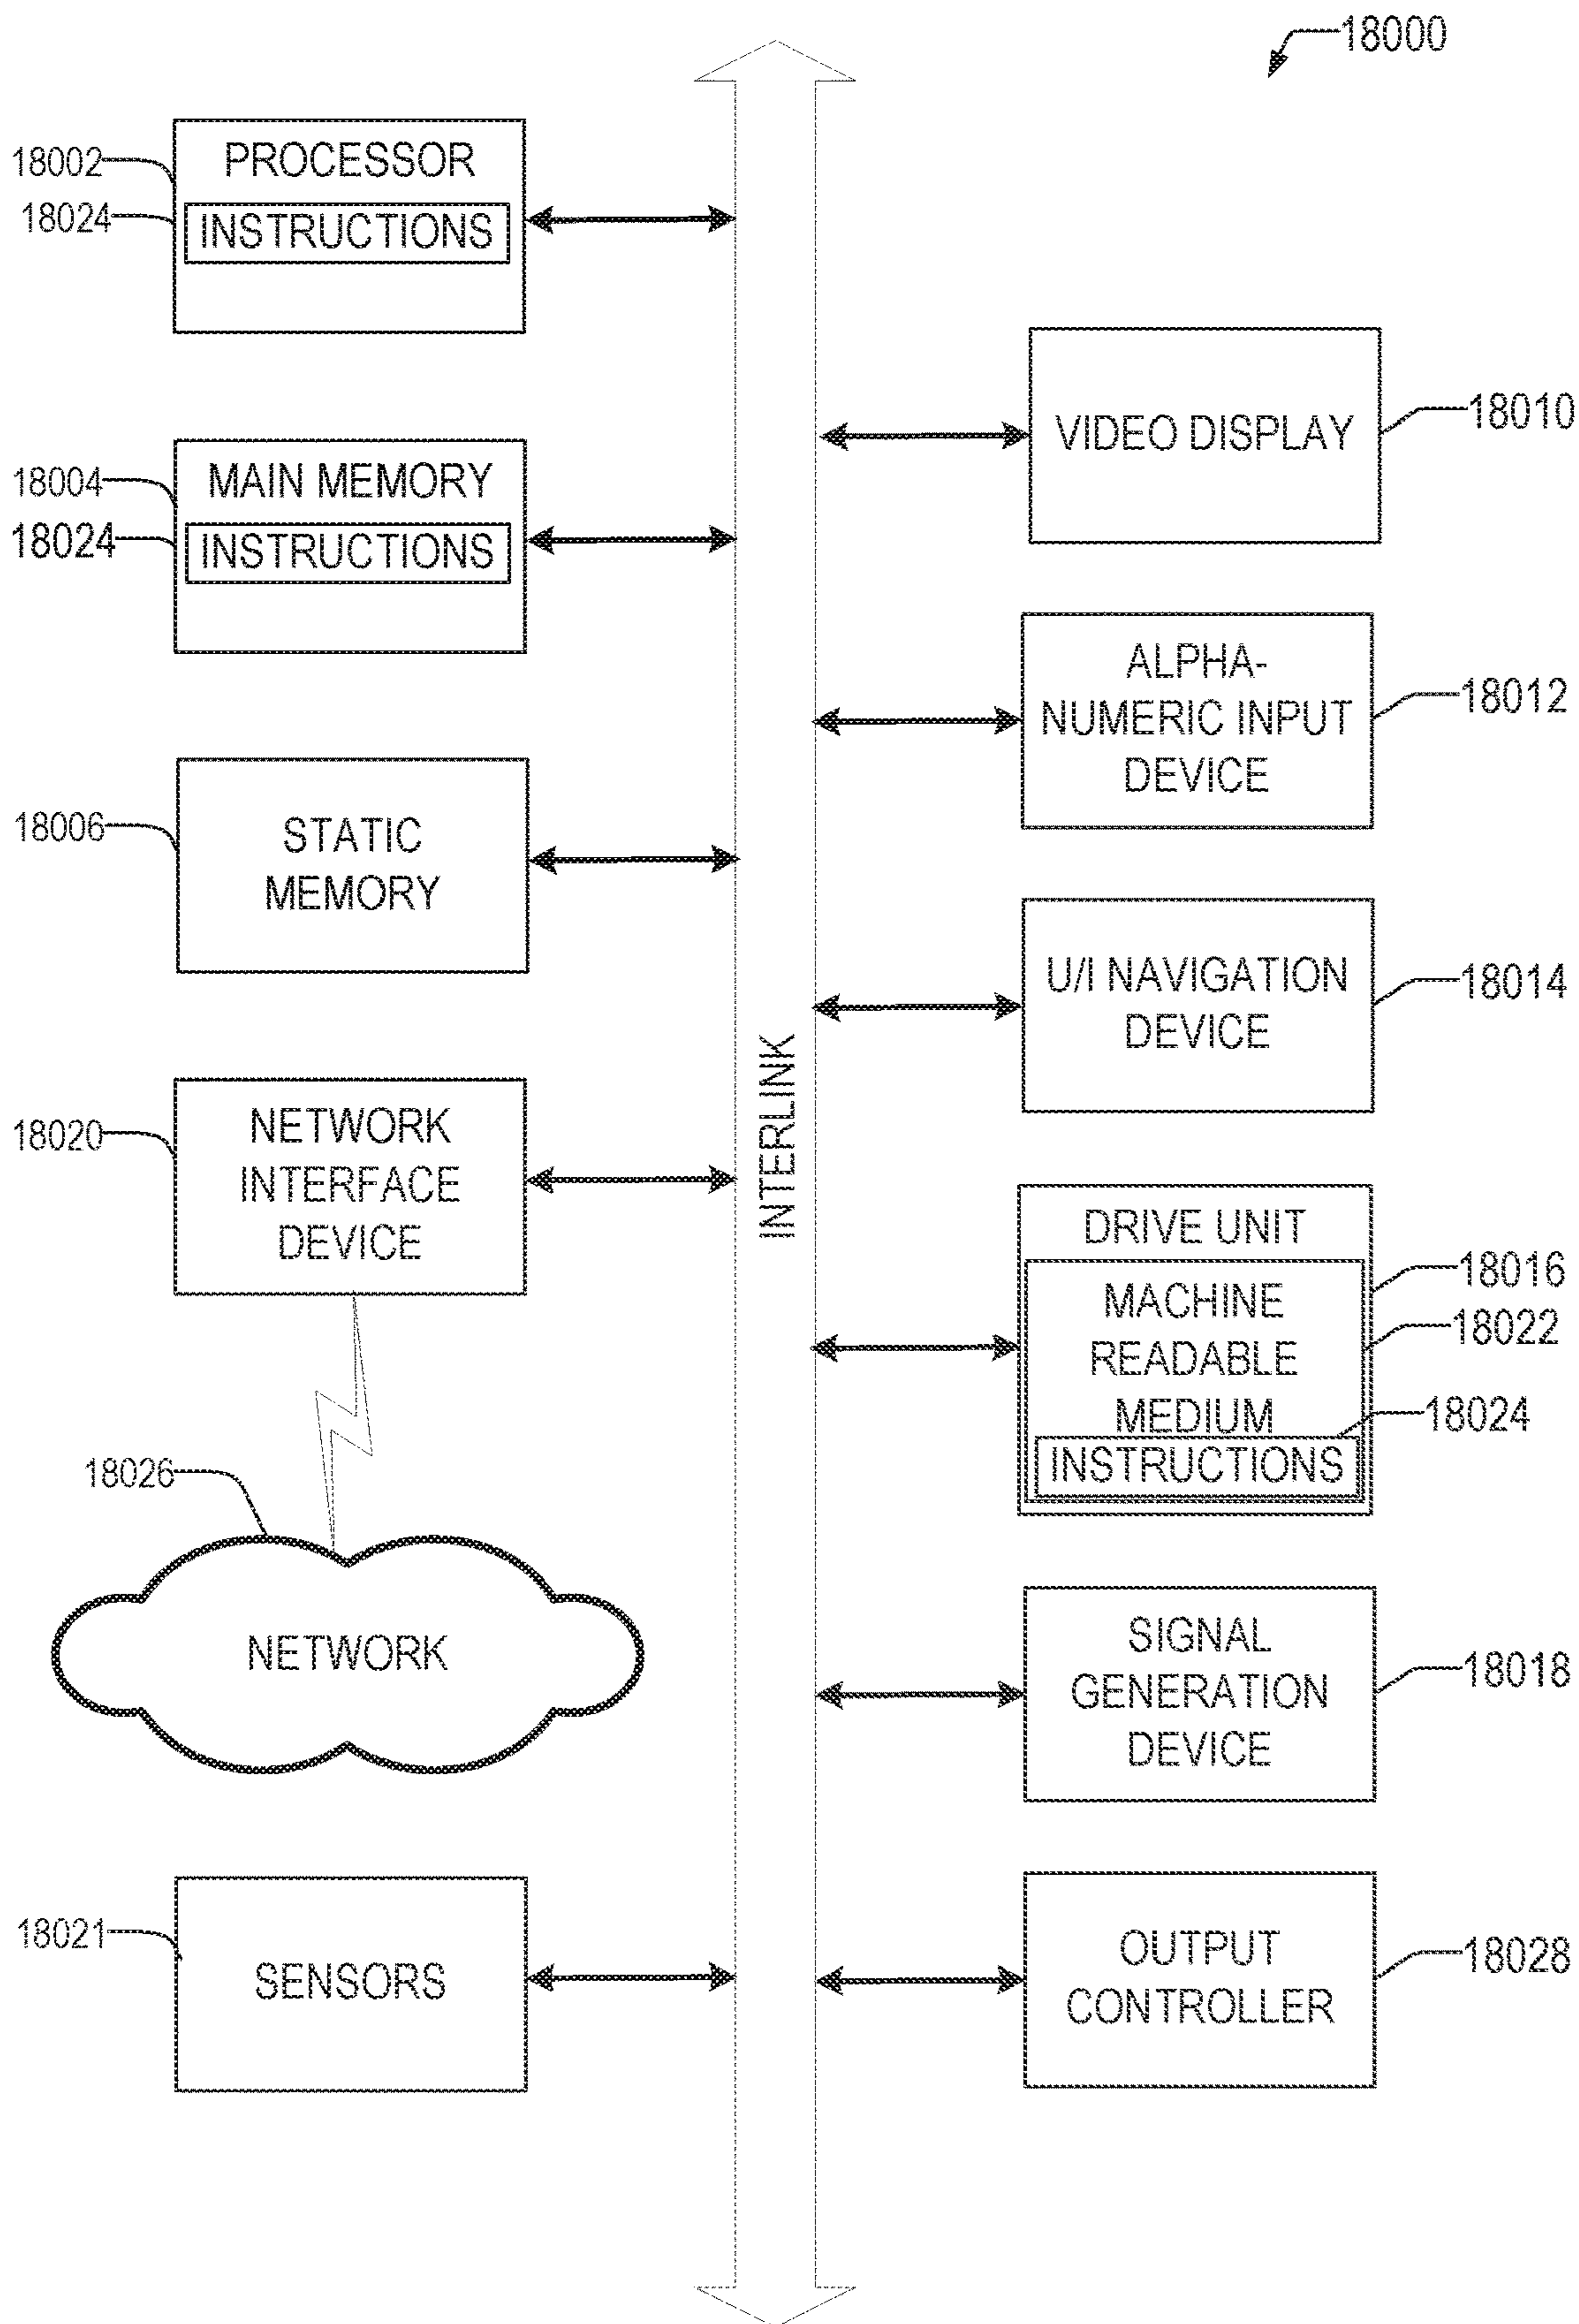 18000
18002
PROCESSOR
18024
INSTRUCTIONS
18004
MAIN MEMORY
18024
INSTRUCTIONS
18006
STATIC
MEMORY
18020
NETWORK
INTERFACE
DEVICE
18026
NETWORK
18021
SENSORS
INTERLINK
VIDEO DISPLAY
18010
ALPHA-
NUMERIC INPUT
DEVICE
18012
U/I NAVIGATION
DEVICE
18014
DRIVE UNIT
18016
MACHINE
READABLE
MEDIUM
18022
18024
INSTRUCTIONS
SIGNAL
GENERATION
DEVICE
18018
OUTPUT
CONTROLLER
18028